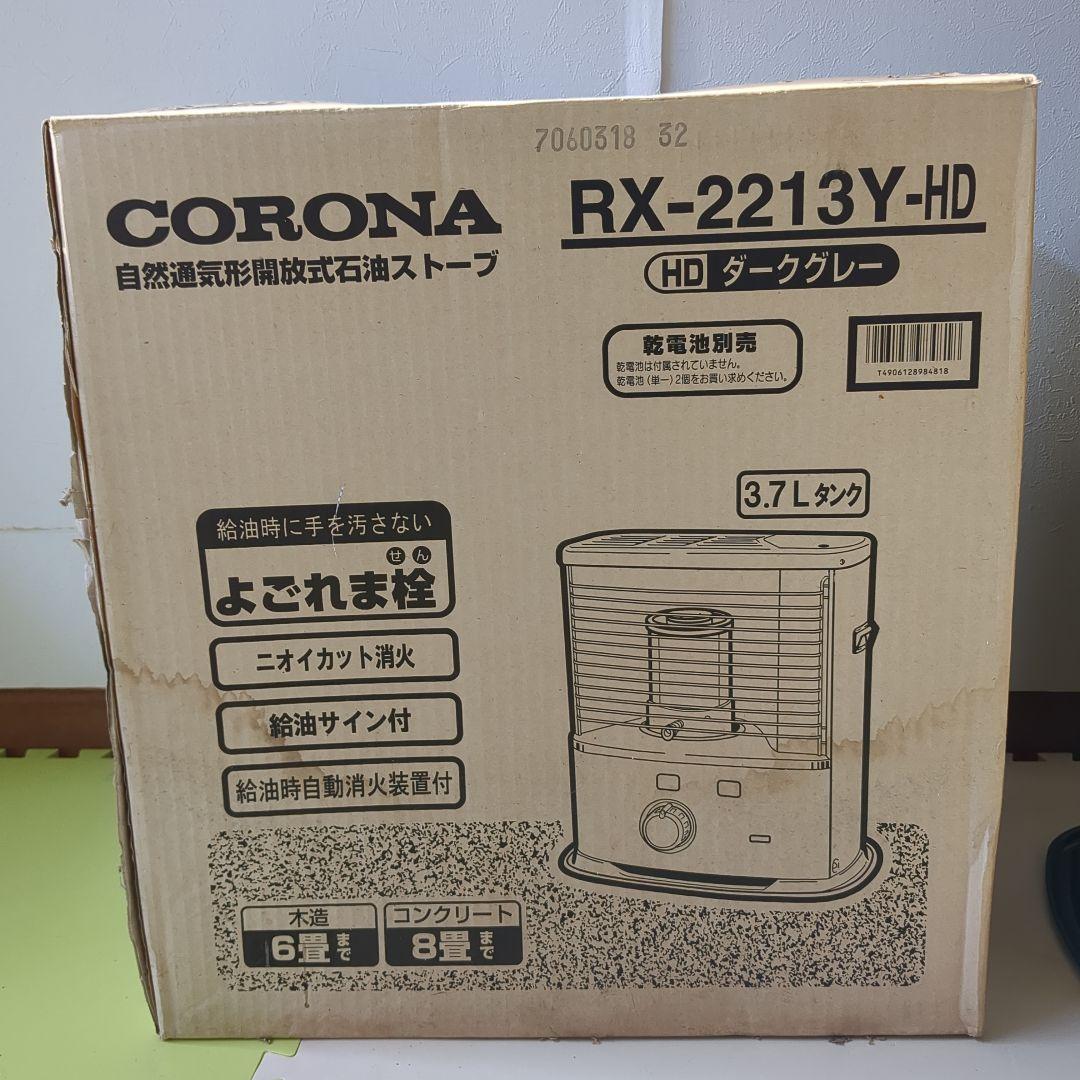 7060318 32
CORONA
自然通気形開放式石油ストーブ
RX-2213Y-HD
HD ダークグレー
乾電池別売
乾電池は付属されていません。
乾電池(単一)2個をお買い求めください。
T4906128984818
3.7L タンク
給油時に手を汚さない
せん
よごれま栓
ニオイカット消火
給油サイン付
給油時自動消火装置付
木造
6畳まで
コンクリート
8畳まで